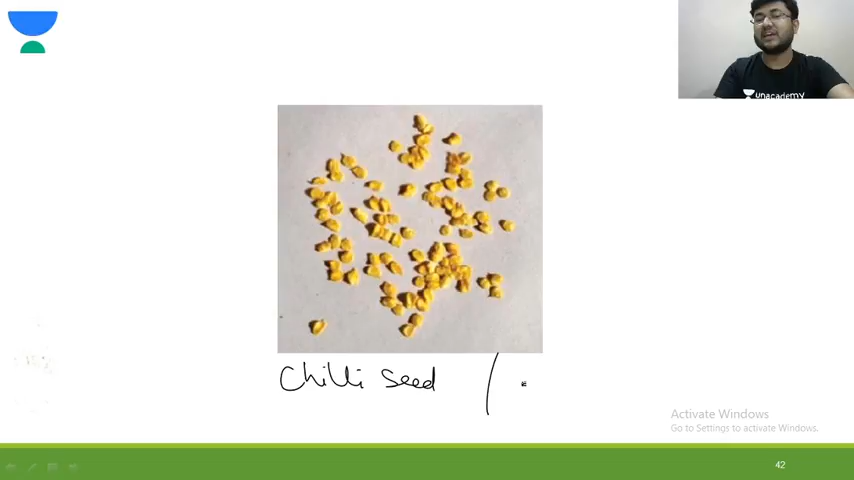 unacademy
Chilli seed (
Activate Windows
Go to Settings to activate Windows.
42